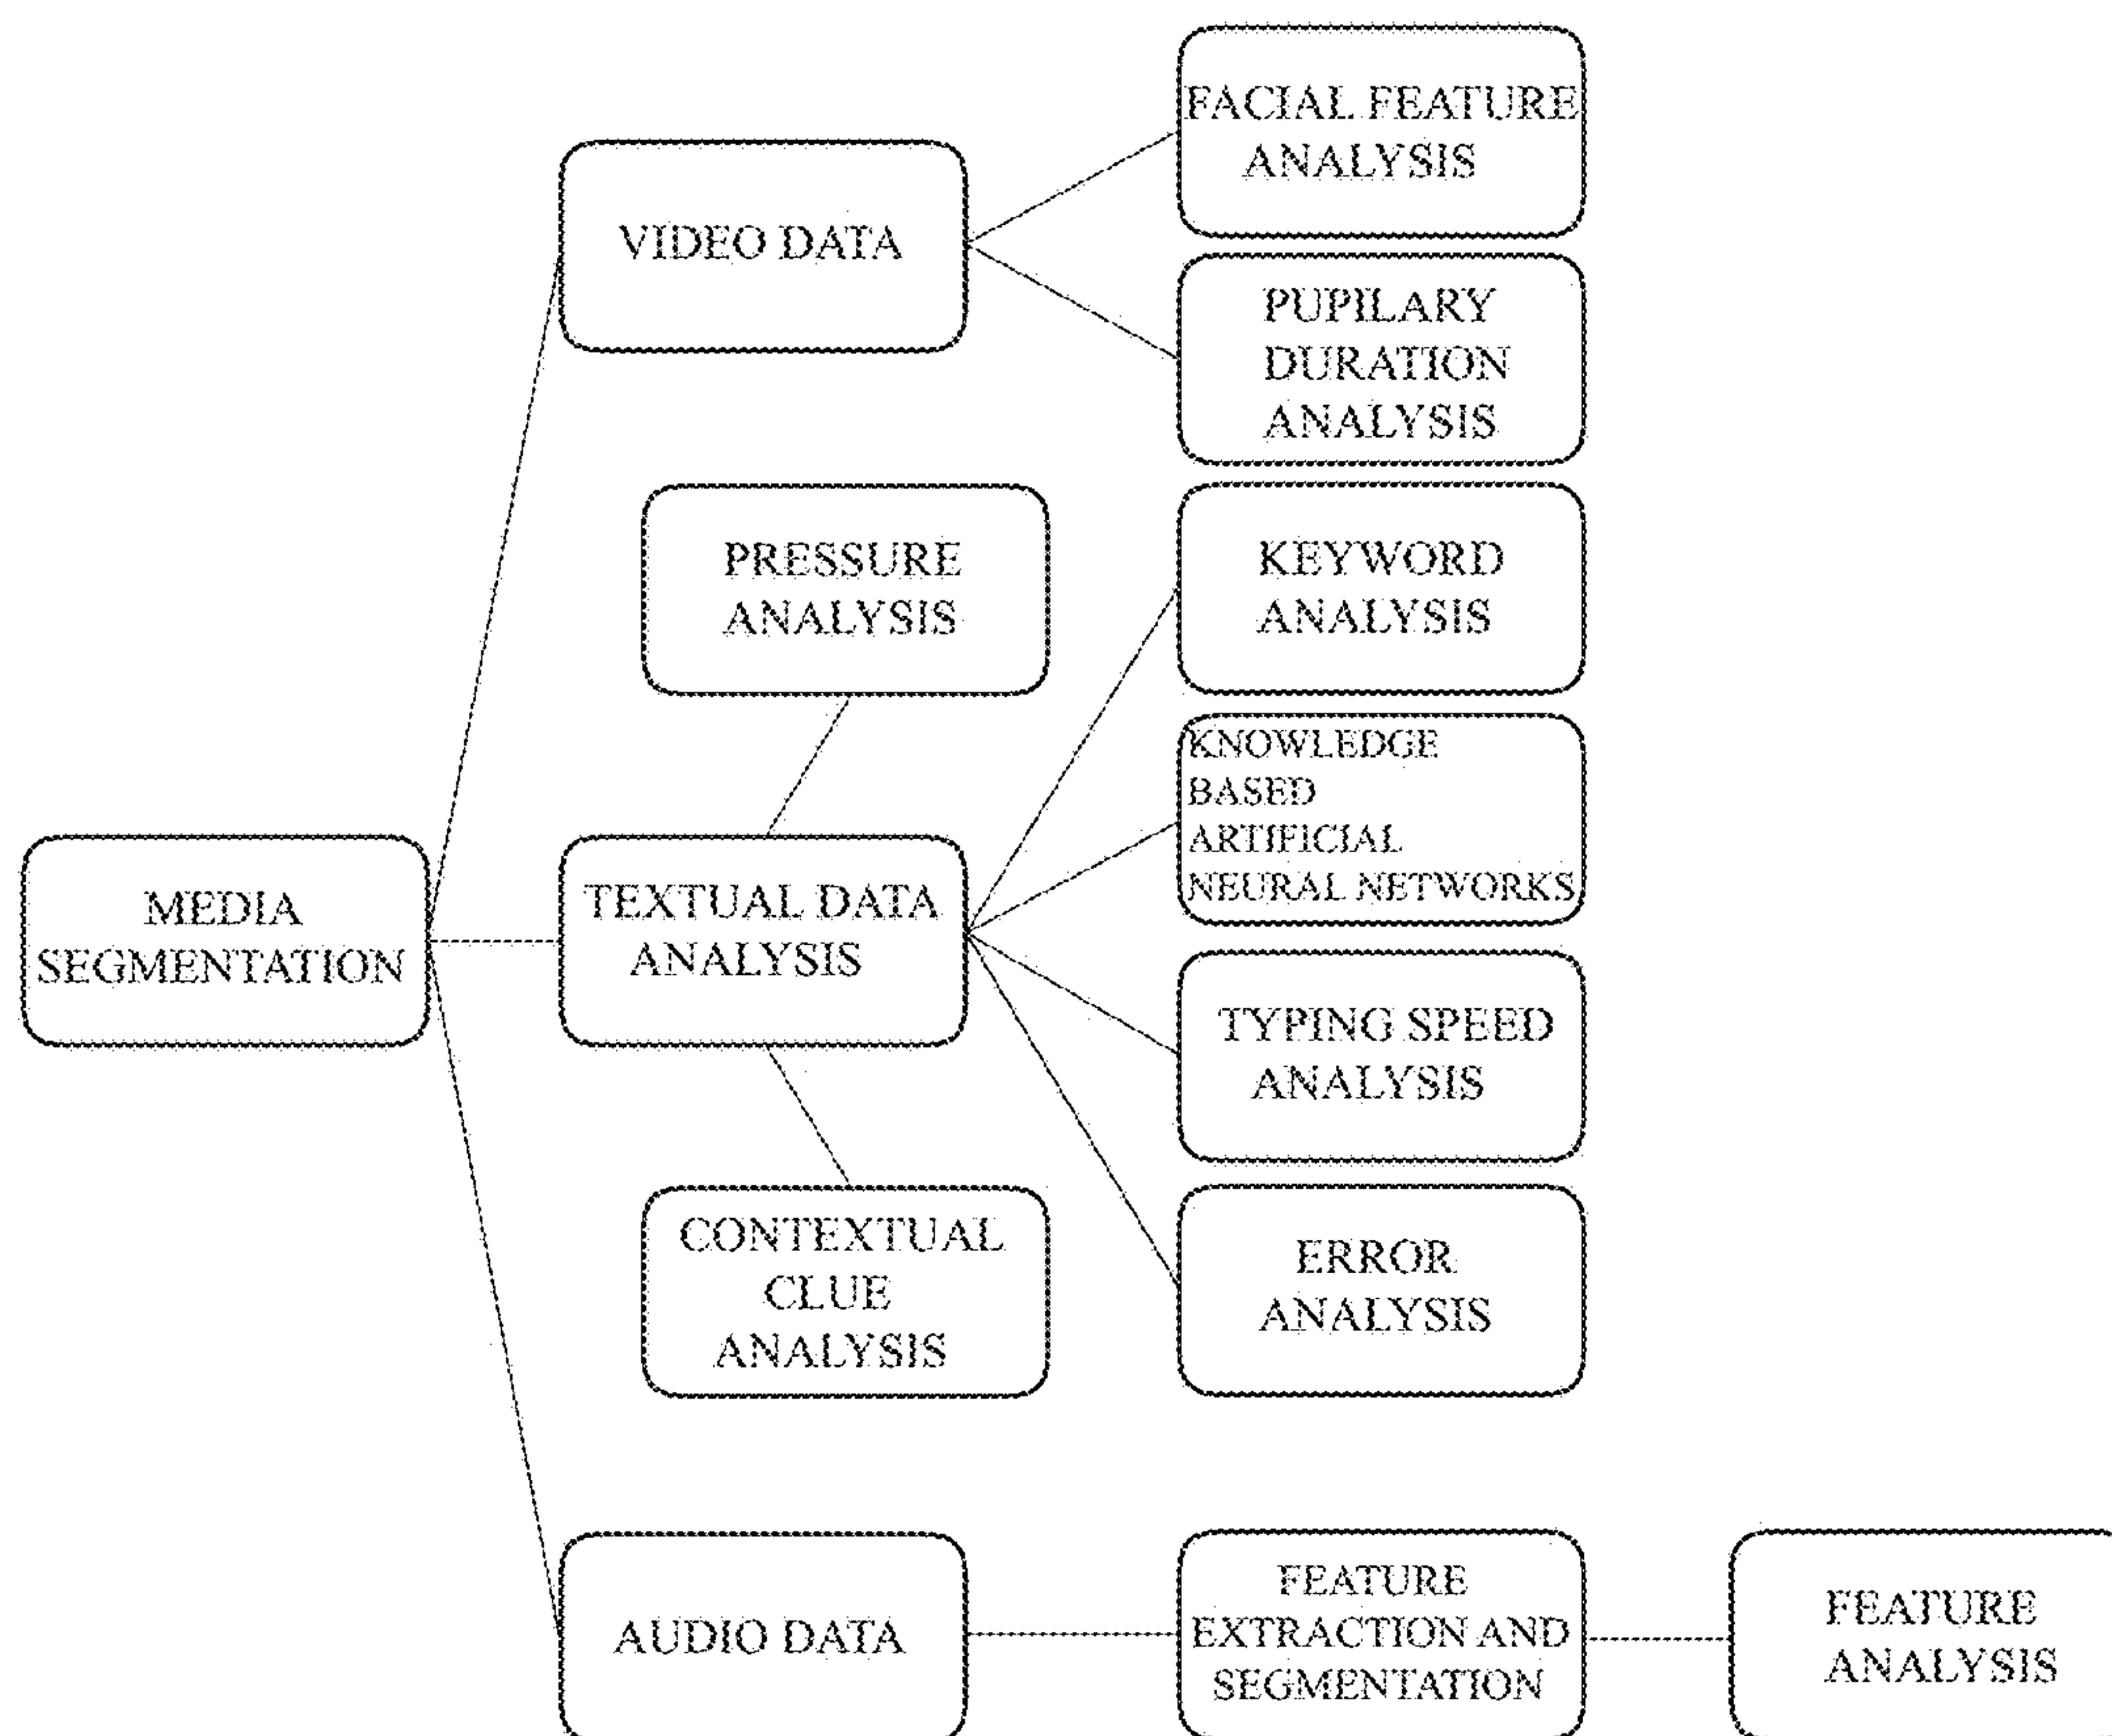 FACIAL FEATURE
ANALYSIS
VIDEO DATA
PUPILARY
DURATION
ANALYSIS
PRESSURE
ANALYSIS
KEYWORD
ANALYSIS
KNOWLEDGE
BASED
ARTIFICIAL
NEURAL NETWORKS
MEDIA
SEGMENTATION
TEXTUAL DATA
ANALYSIS
TYPING SPEED
ANALYSIS
CONTEXTUAL
CLUE
ANALYSIS
ERROR
ANALYSIS
AUDIO DATA
FEATURE
EXTRACTION AND
SEGMENTATION
FEATURE
ANALYSIS